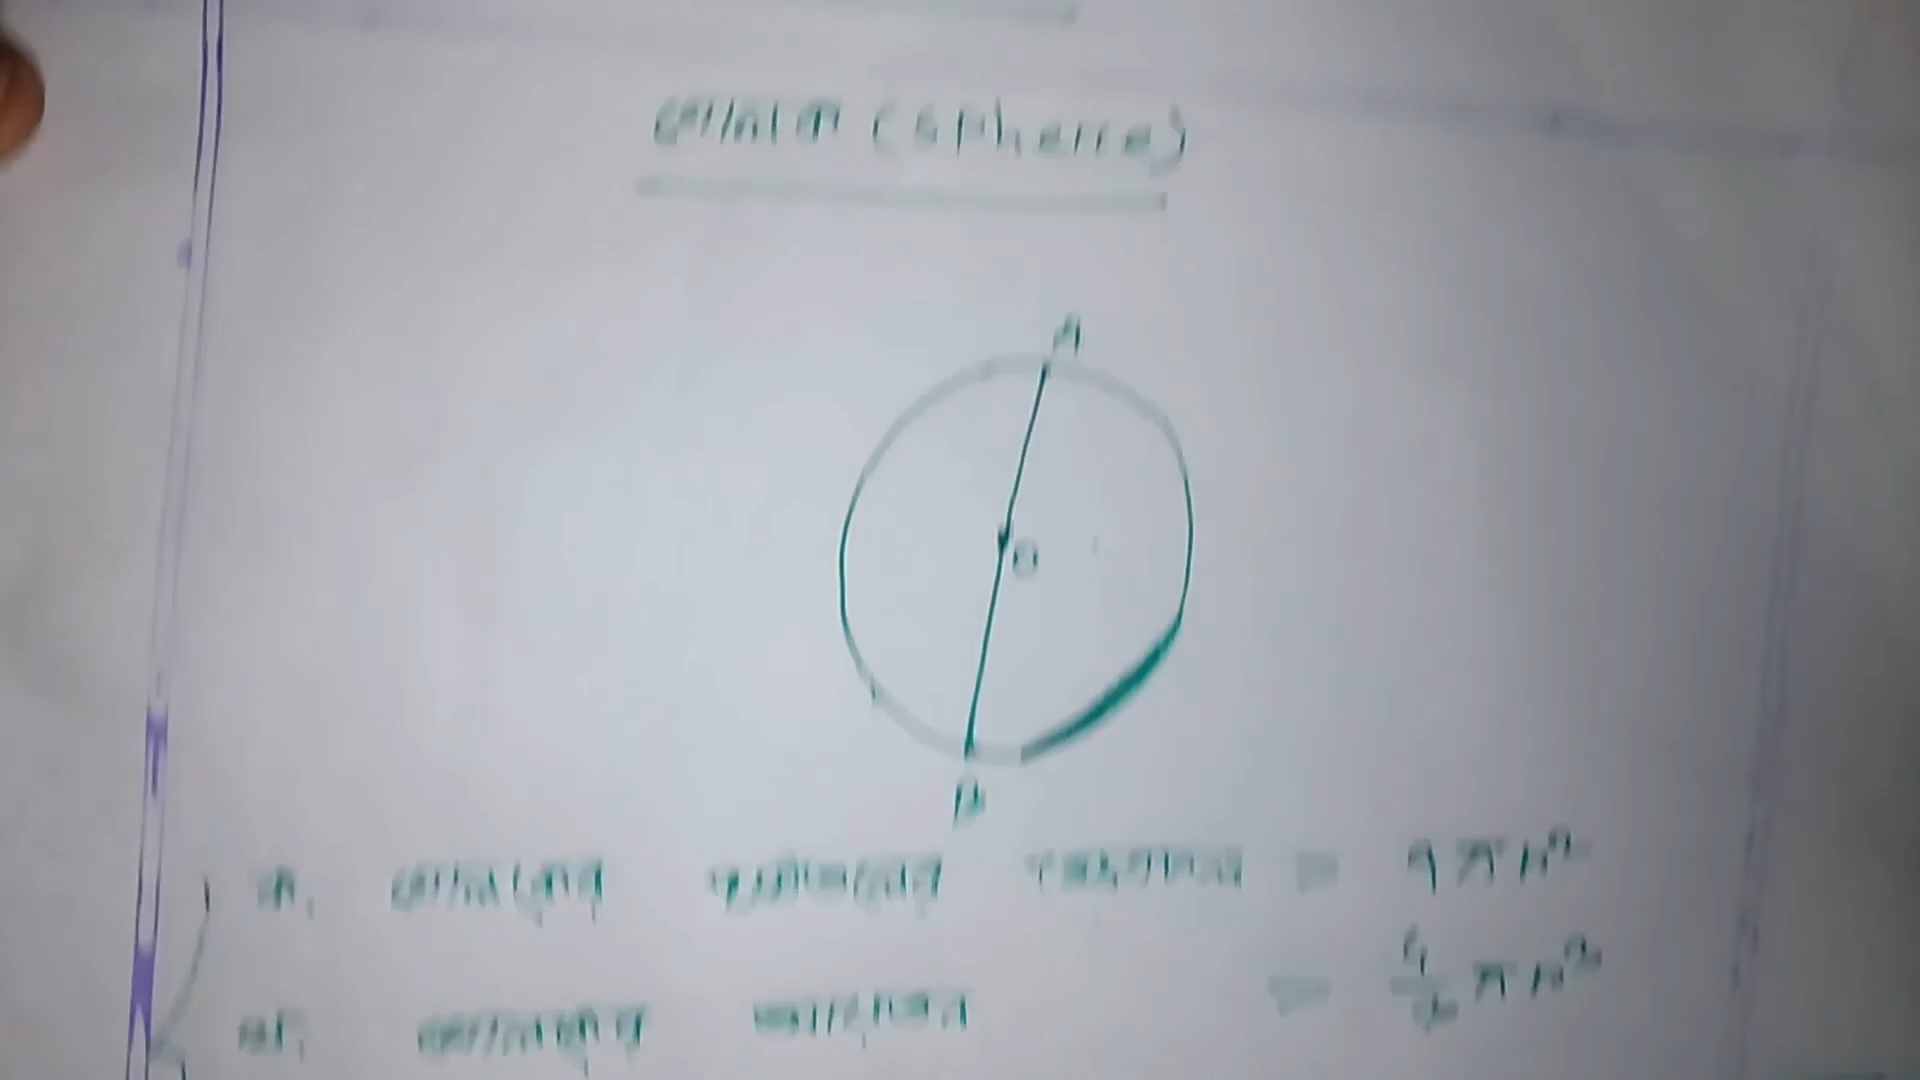 গোলক (sphere)
A
O
B
ক. গোলকের পৃষ্ঠতলের ক্ষেত্রফল = 4πr²
খ. গোলকের আয়তন = 4/3 πr³